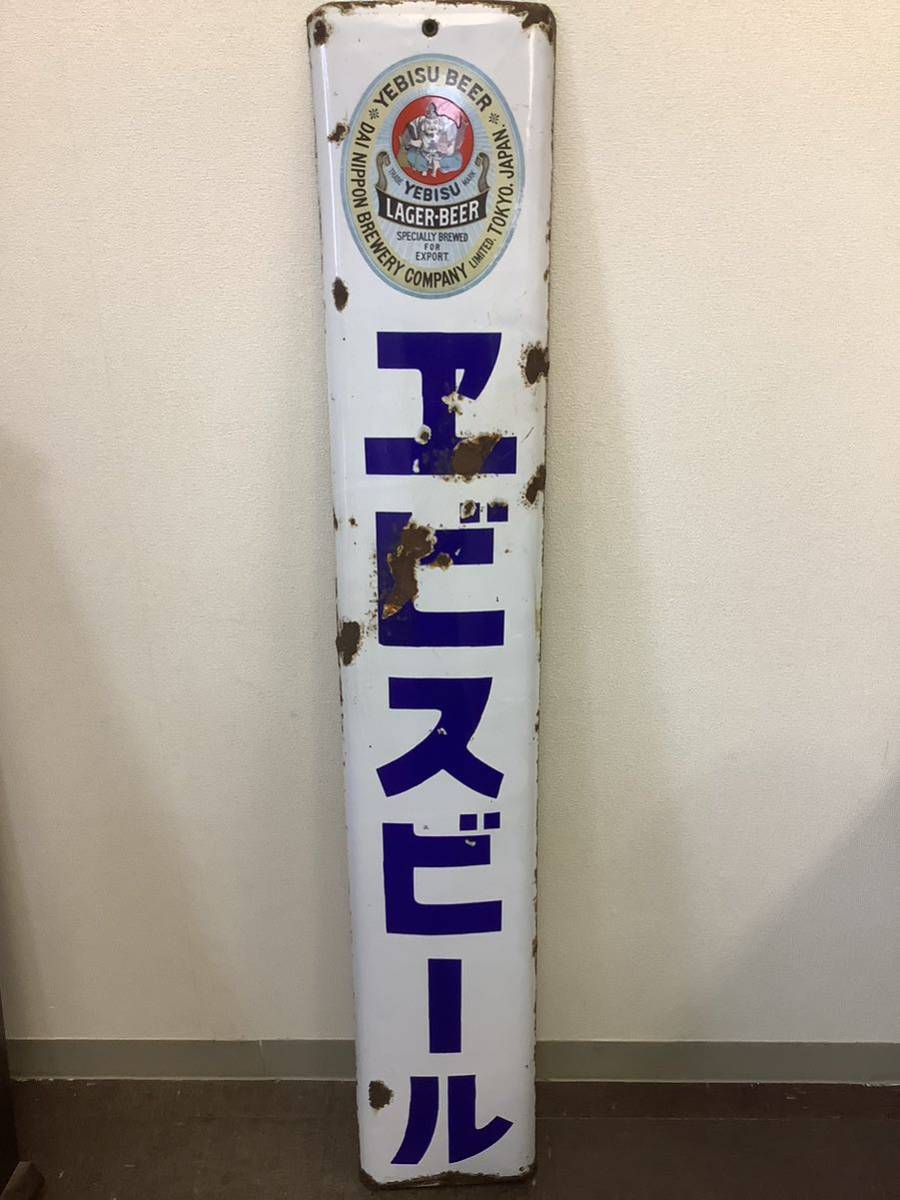 YEBISU BEER
TRADE MARK
YEBISU
LAGER-BEER
SPECIALLY BREWED
FOR
EXPORT.
DAI NIPPON BREWERY COMPANY LIMITED. TOKYO. JAPAN.
エビスビール